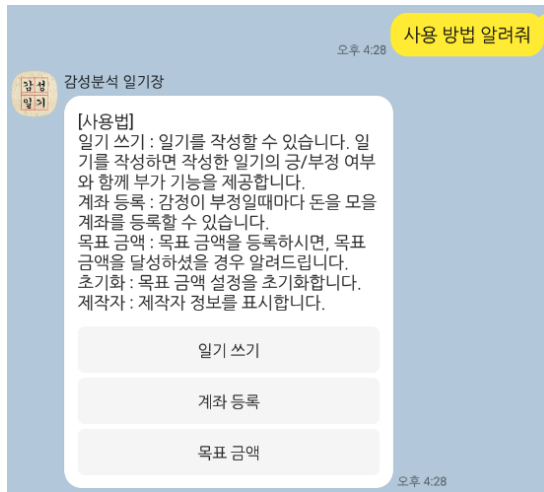 사용 방법 알려줘
오후 4:28
감성
일기
감성분석 일기장
[사용법]
일기 쓰기 : 일기를 작성할 수 있습니다. 일
기를 작성하면 작성한 일기의 긍/부정 여부
와 함께 부가 기능을 제공합니다.
계좌 등록 : 감정이 부정일때마다 돈을 모을
계좌를 등록할 수 있습니다.
목표 금액 : 목표 금액을 등록하시면, 목표
금액을 달성하셨을 경우 알려드립니다.
초기화 : 목표 금액 설정을 초기화합니다.
제작자 : 제작자 정보를 표시합니다.
일기 쓰기
계좌 등록
목표 금액
오후 4:28